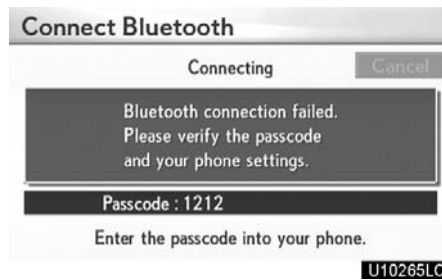 Connect Bluetooth
Connecting
Cancel
Bluetooth connection failed.
Please verify the passcode
and your phone settings.
Passcode : 1212
Enter the passcode into your phone.
U10265LC